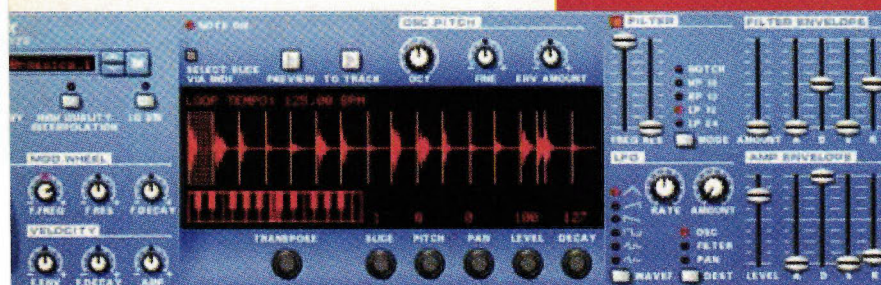 NOTE ON
OSC PITCH
FILTER
FILTER ENVELOPE
SELECT SLICE
VIA MIDI
PREVIEW
TO TRACK
OCT
FINE
ENV AMOUNT
NOTCH
HP 12
BP 12
LP 12
LP 24
HIGH QUALITY
INTERPOLATION
LO BW
LOOP TEMPO: 125.00 BPM
FREQ
RES
MODE
AMOUNT
A
D
S
R
MOD WHEEL
LFO
AMP ENVELOPE
F.FREQ
F.RES
F.DECAY
RATE
AMOUNT
1
0
0
100
127
VELOCITY
TRANSPOSE
SLICE
PITCH
PAN
LEVEL
DECAY
OSC
FILTER
PAN
WAVEF.
DEST
LEVEL
A
D
S
R
F.ENV
F.DECAY
AMP